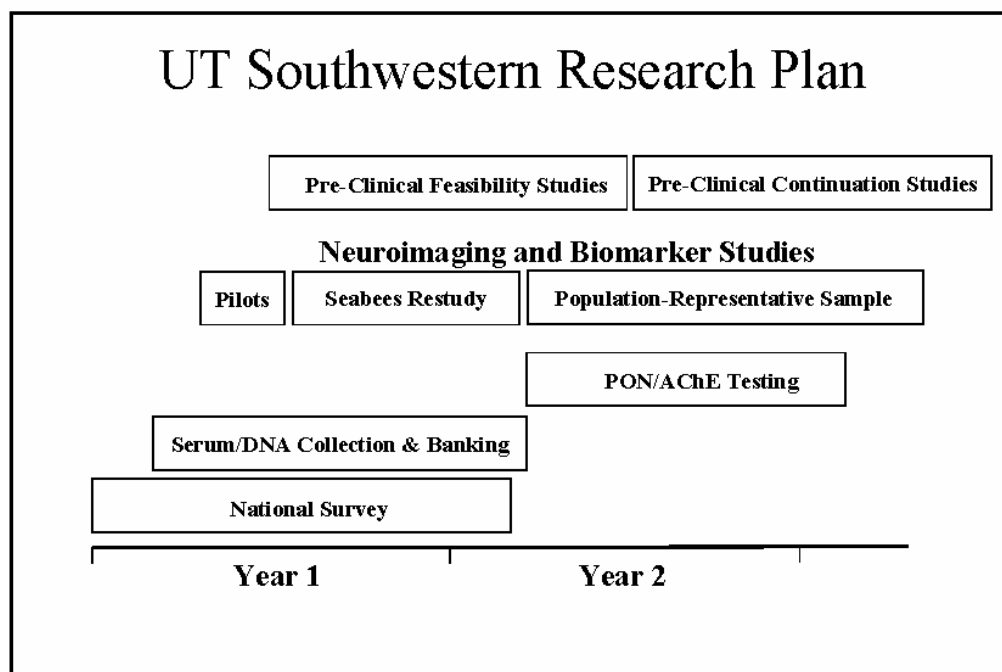 UT Southwestern Research Plan
Pre-Clinical Feasibility Studies
Pre-Clinical Continuation Studies
Neuroimaging and Biomarker Studies
Pilots
Seabees Restudy
Population-Representative Sample
PON/AChE Testing
Serum/DNA Collection & Banking
National Survey
Year 1
Year 2